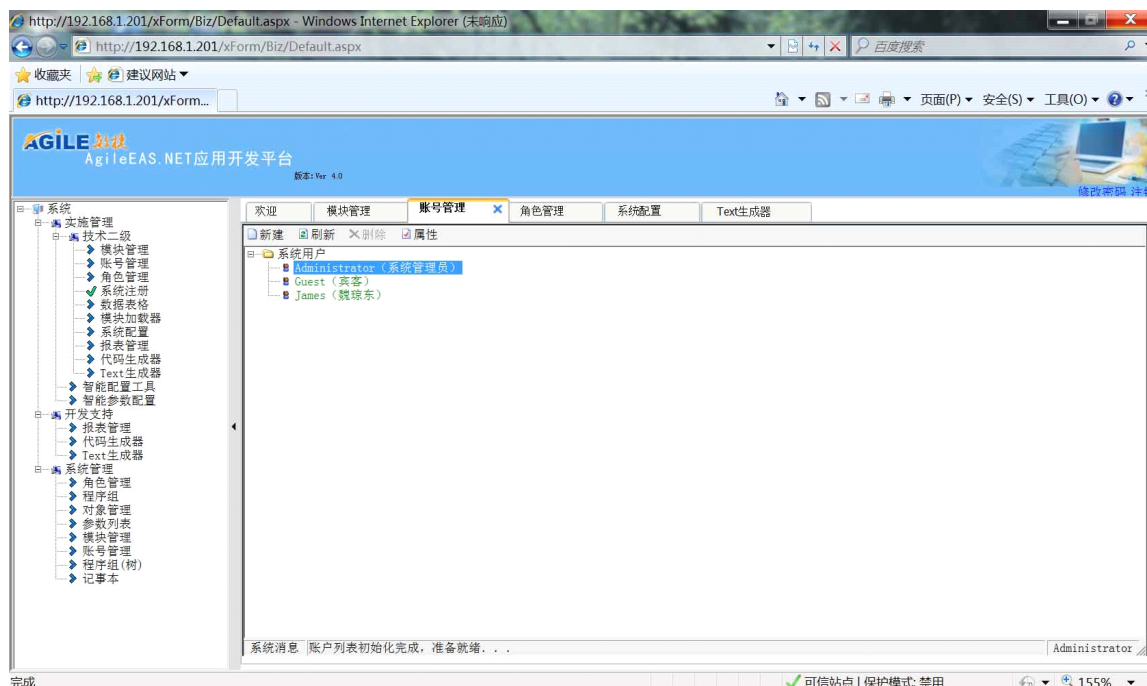 http://192.168.1.201/xForm/Biz/Default.aspx - Windows Internet Explorer (未响应)
http://192.168.1.201/xForm/Biz/Default.aspx
百度搜索
收藏夹 建议网站
http://192.168.1.201/xForm...
页面(P) 安全(S) 工具(O)
AGiLE
AgileEAS.NET应用开发平台
版本:Ver 4.0
修改密码
系统
实施管理
技术二级
模块管理
账号管理
角色管理
系统注册
数据表格
模块加载器
系统配置
报表管理
代码生成器
Text生成器
智能配置工具
智能参数配置
开发支持
报表管理
代码生成器
Text生成器
系统管理
角色管理
程序组
对象管理
参数列表
模块管理
账号管理
程序组(树)
记事本
欢迎 模块管理 账号管理 角色管理 系统配置 Text生成器
新建 刷新 删除 属性
系统用户
Administrator（系统管理员）
Guest（宾客）
James（魏琼东）
系统消息 账户列表初始化完成，准备就绪...
Administrator
完成
可信站点 | 保护模式: 禁用
155%